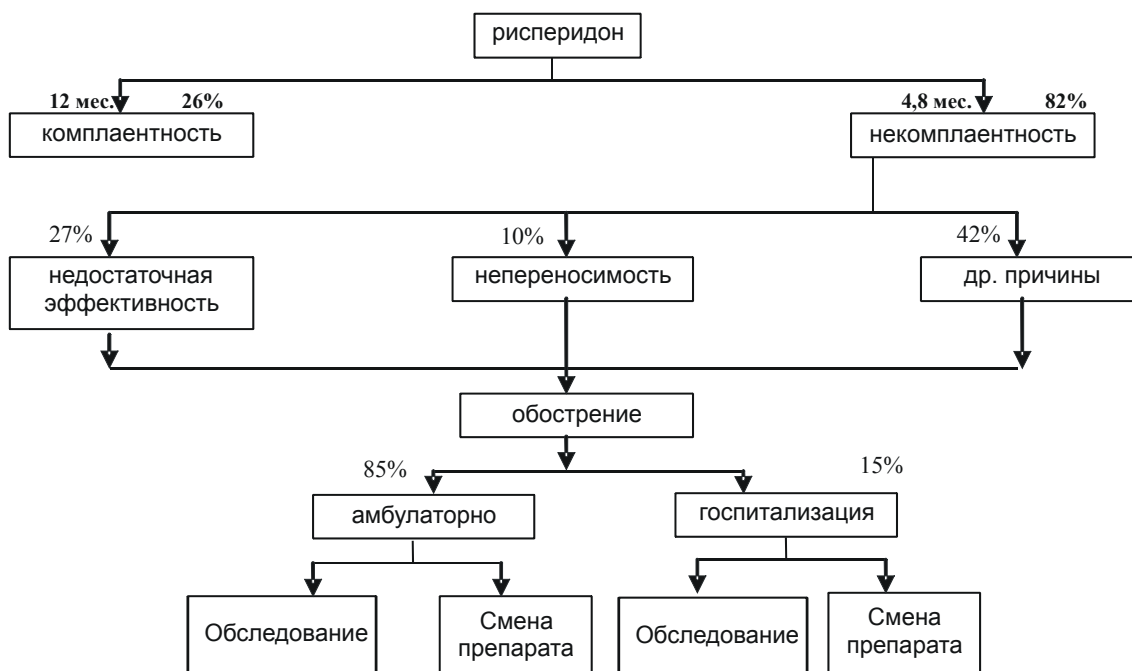 рисперидон
12 мес. 26%
комплаентность
4,8 мес. 82%
некомплаентность
27%
недостаточная
эффективность
10%
непереносимость
42%
др. причины
обострение
85%
амбулаторно
15%
госпитализация
Обследование
Смена
препарата
Обследование
Смена
препарата